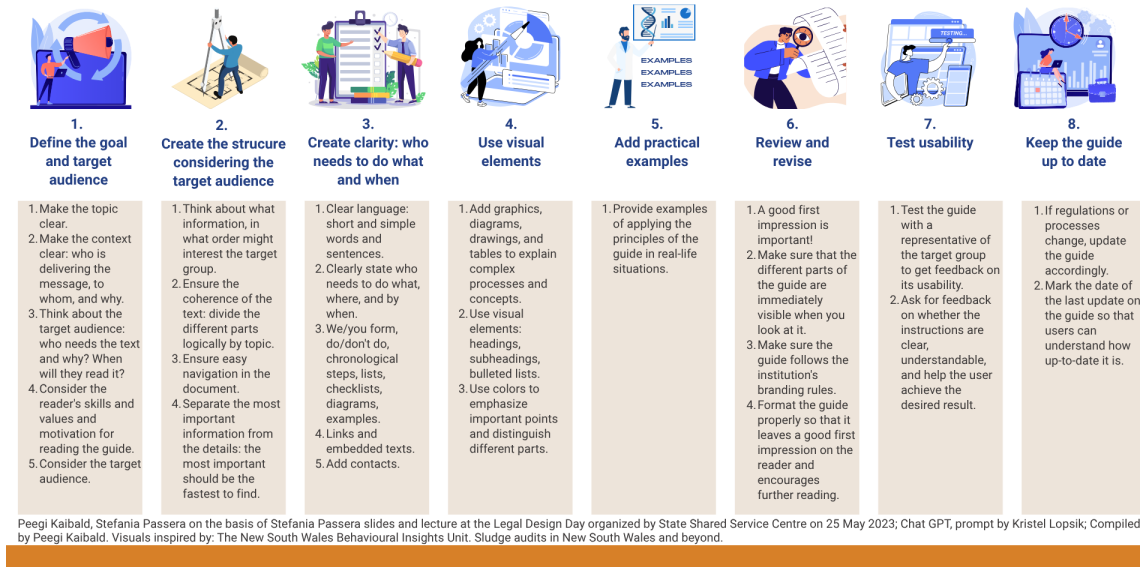 TESTING...
EXAMPLES
EXAMPLES
EXAMPLES
1.
Define the goal
and target
audience
1. Make the topic
clear.
2. Make the context
clear: who is
delivering the
message, to
whom, and why.
3. Think about the
target audience:
who needs the text
and why? When
will they read it?
4. Consider the
reader's skills and
values and
motivation for
reading the guide.
5. Consider the target
audience.
2.
Create the strucure
considering the
target audience
1. Think about what
information, in
what order might
interest the target
group.
2. Ensure the
coherence of the
text: divide the
different parts
logically by topic.
3. Ensure easy
navigation in the
document.
4. Separate the most
important
information from
the details: the
most important
should be the
fastest to find.
3.
Create clarity: who
needs to do what
and when
1. Clear language:
short and simple
words and
sentences.
2. Clearly state who
needs to do what,
where, and by
when.
3. We/you form,
do/don't do,
chronological
steps, lists,
checklists,
diagrams,
examples.
4. Links and
embedded texts.
5. Add contacts.
4.
Use visual
elements
1. Add graphics,
diagrams,
drawings, and
tables to explain
complex
processes and
concepts.
2. Use visual
elements:
headings,
subheadings,
bulleted lists.
3. Use colors to
emphasize
important points
and distinguish
different parts.
5.
Add practical
examples
1. Provide examples
of applying the
principles of the
guide in real-life
situations.
6.
Review and
revise
1. A good first
impression is
important!
2. Make sure that the
different parts of
the guide are
immediately
visible when you
look at it.
3. Make sure the
guide follows the
institution's
branding rules.
4. Format the guide
properly so that it
leaves a good first
impression on the
reader and
encourages
further reading.
7.
Test usability
1. Test the guide
with a
representative of
the target group
to get feedback on
its usability.
2. Ask for feedback
on whether the
instructions are
clear,
understandable,
and help the user
achieve the
desired result.
8.
Keep the guide
up to date
1. If regulations or
processes
change, update
the guide
accordingly.
2. Mark the date of
the last update on
the guide so that
users can
understand how
up-to-date it is.
Peegi Kaibald, Stefania Passera on the basis of Stefania Passera slides and lecture at the Legal Design Day organized by State Shared Service Centre on 25 May 2023; Chat GPT, prompt by Kristel Lopsik; Compiled
by Peegi Kaibald. Visuals inspired by: The New South Wales Behavioural Insights Unit. Sludge audits in New South Wales and beyond.